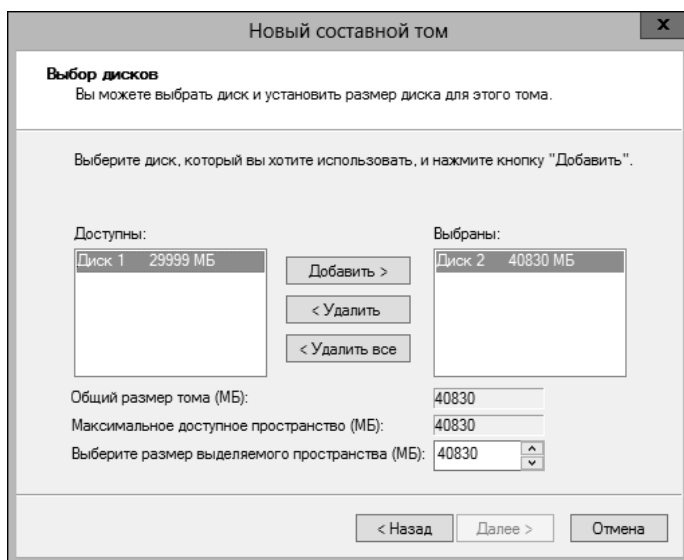 Новый составной том
x
Выбор дисков
Вы можете выбрать диск и установить размер диска для этого тома.
Выберите диск, который вы хотите использовать, и нажмите кнопку "Добавить".
Доступны:
Выбраны:
Диск 1 29999 МБ
Диск 2 40830 МБ
Добавить >
< Удалить
< Удалить все
Общий размер тома (МБ): 40830
Максимальное доступное пространство (МБ): 40830
Выберите размер выделяемого пространства (МБ): 40830
< Назад
Далее >
Отмена